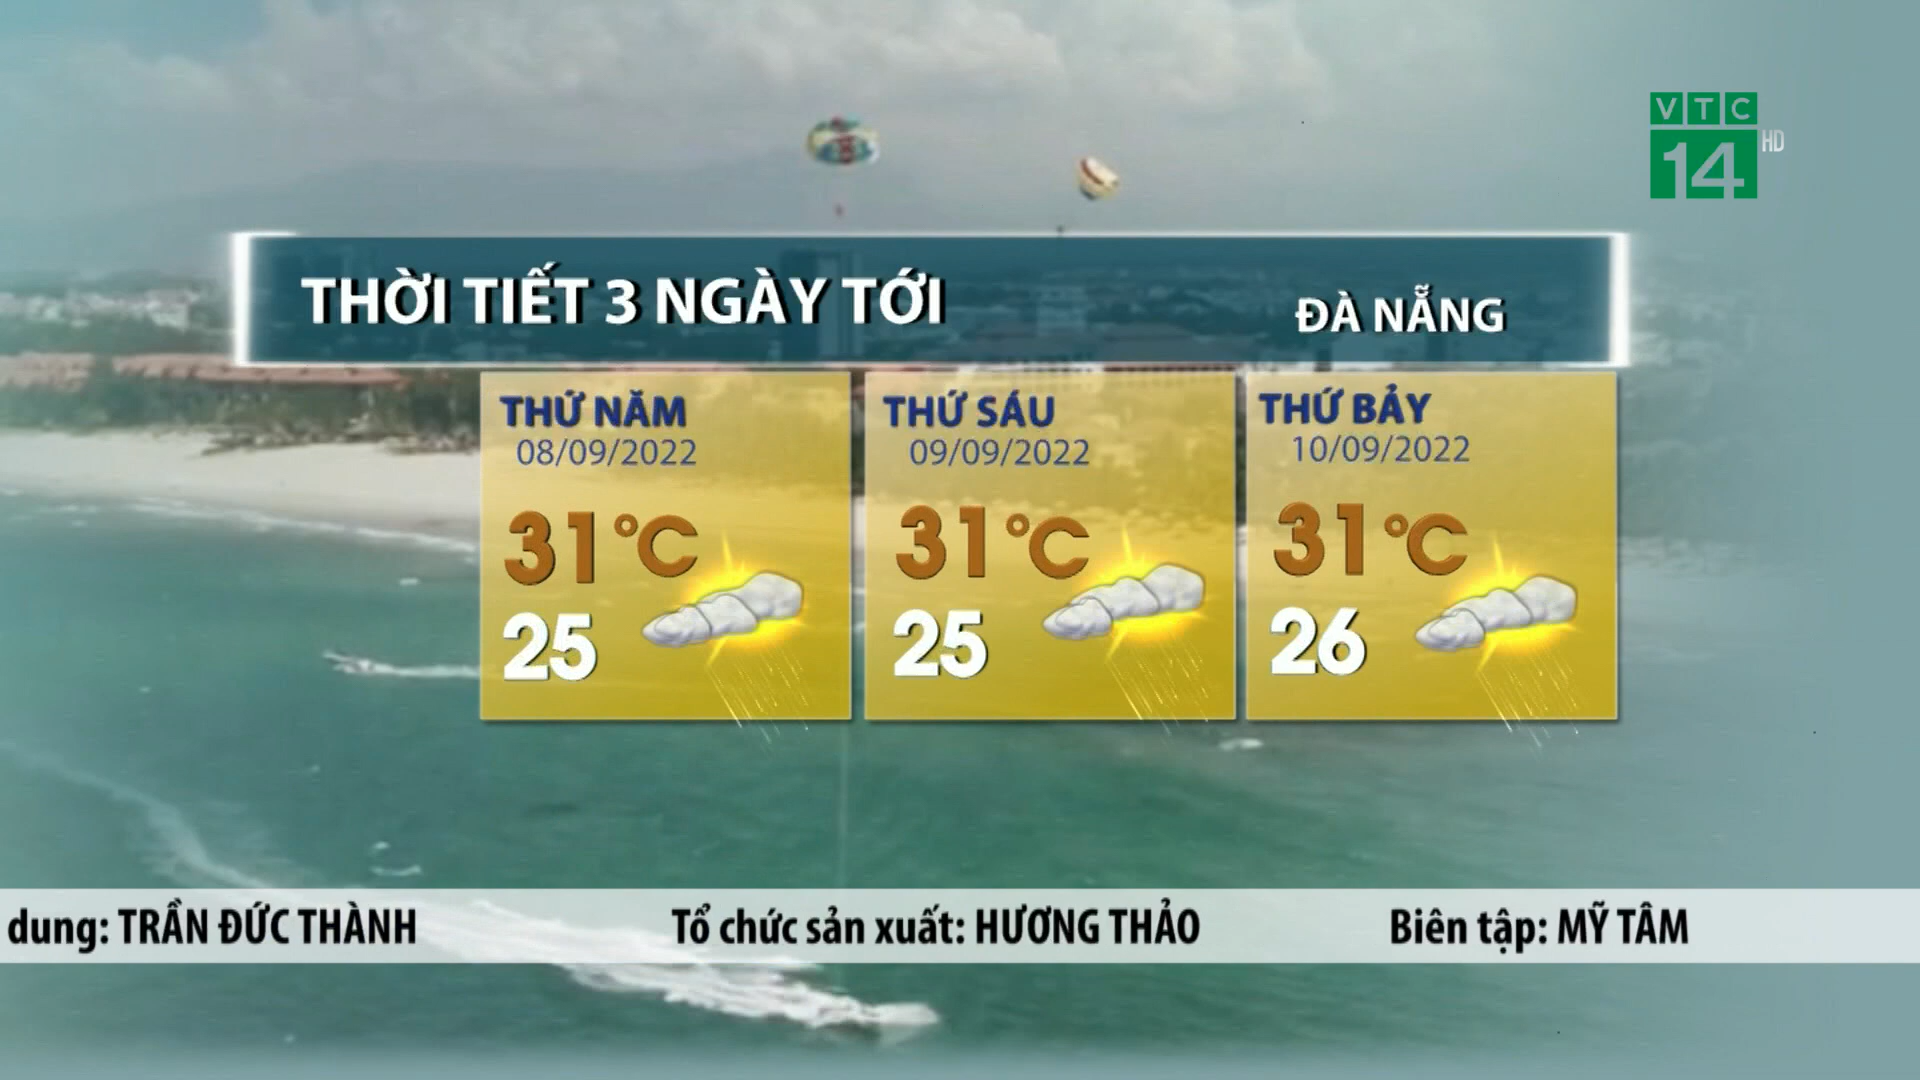 VTC
14 HD
THỜI TIẾT 3 NGÀY TỚI
ĐÀ NẴNG
THỨ NĂM
08/09/2022
31°C
25
THỨ SÁU
09/09/2022
31°C
25
THỨ BẢY
10/09/2022
31°C
26
dung: TRẦN ĐỨC THÀNH
Tổ chức sản xuất: HƯƠNG THẢO
Biên tập: MỸ TÂM